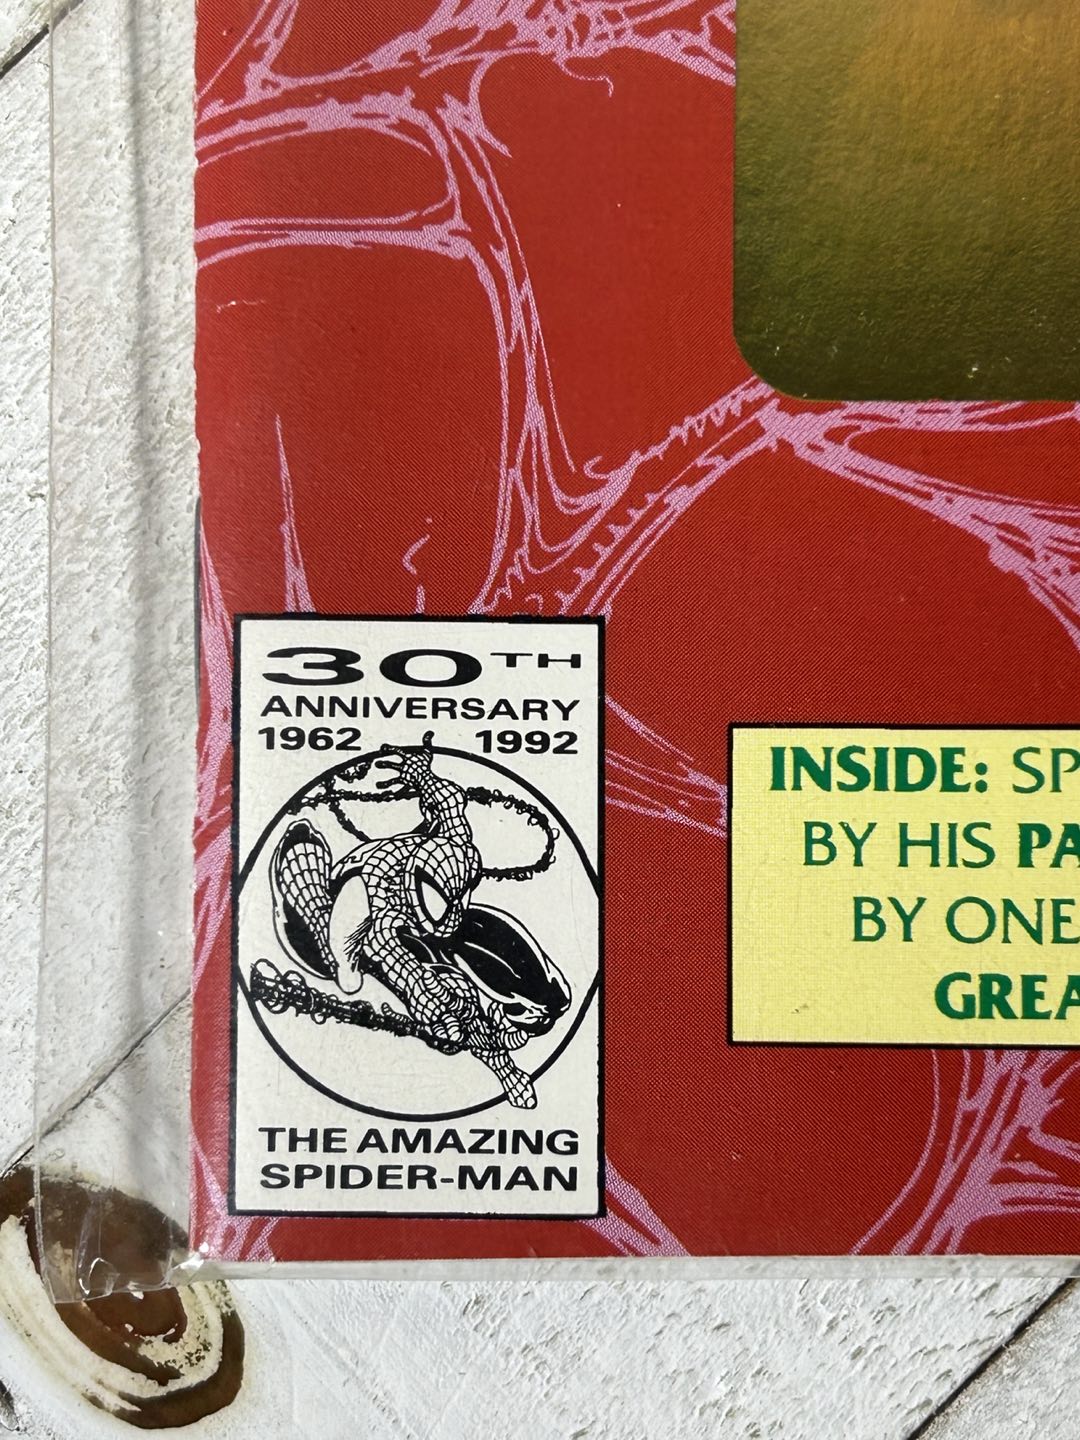 30TH
ANNIVERSARY
1962 1992
THE AMAZING
SPIDER-MAN
INSIDE: SP
BY HIS PA
BY ONE
GREA